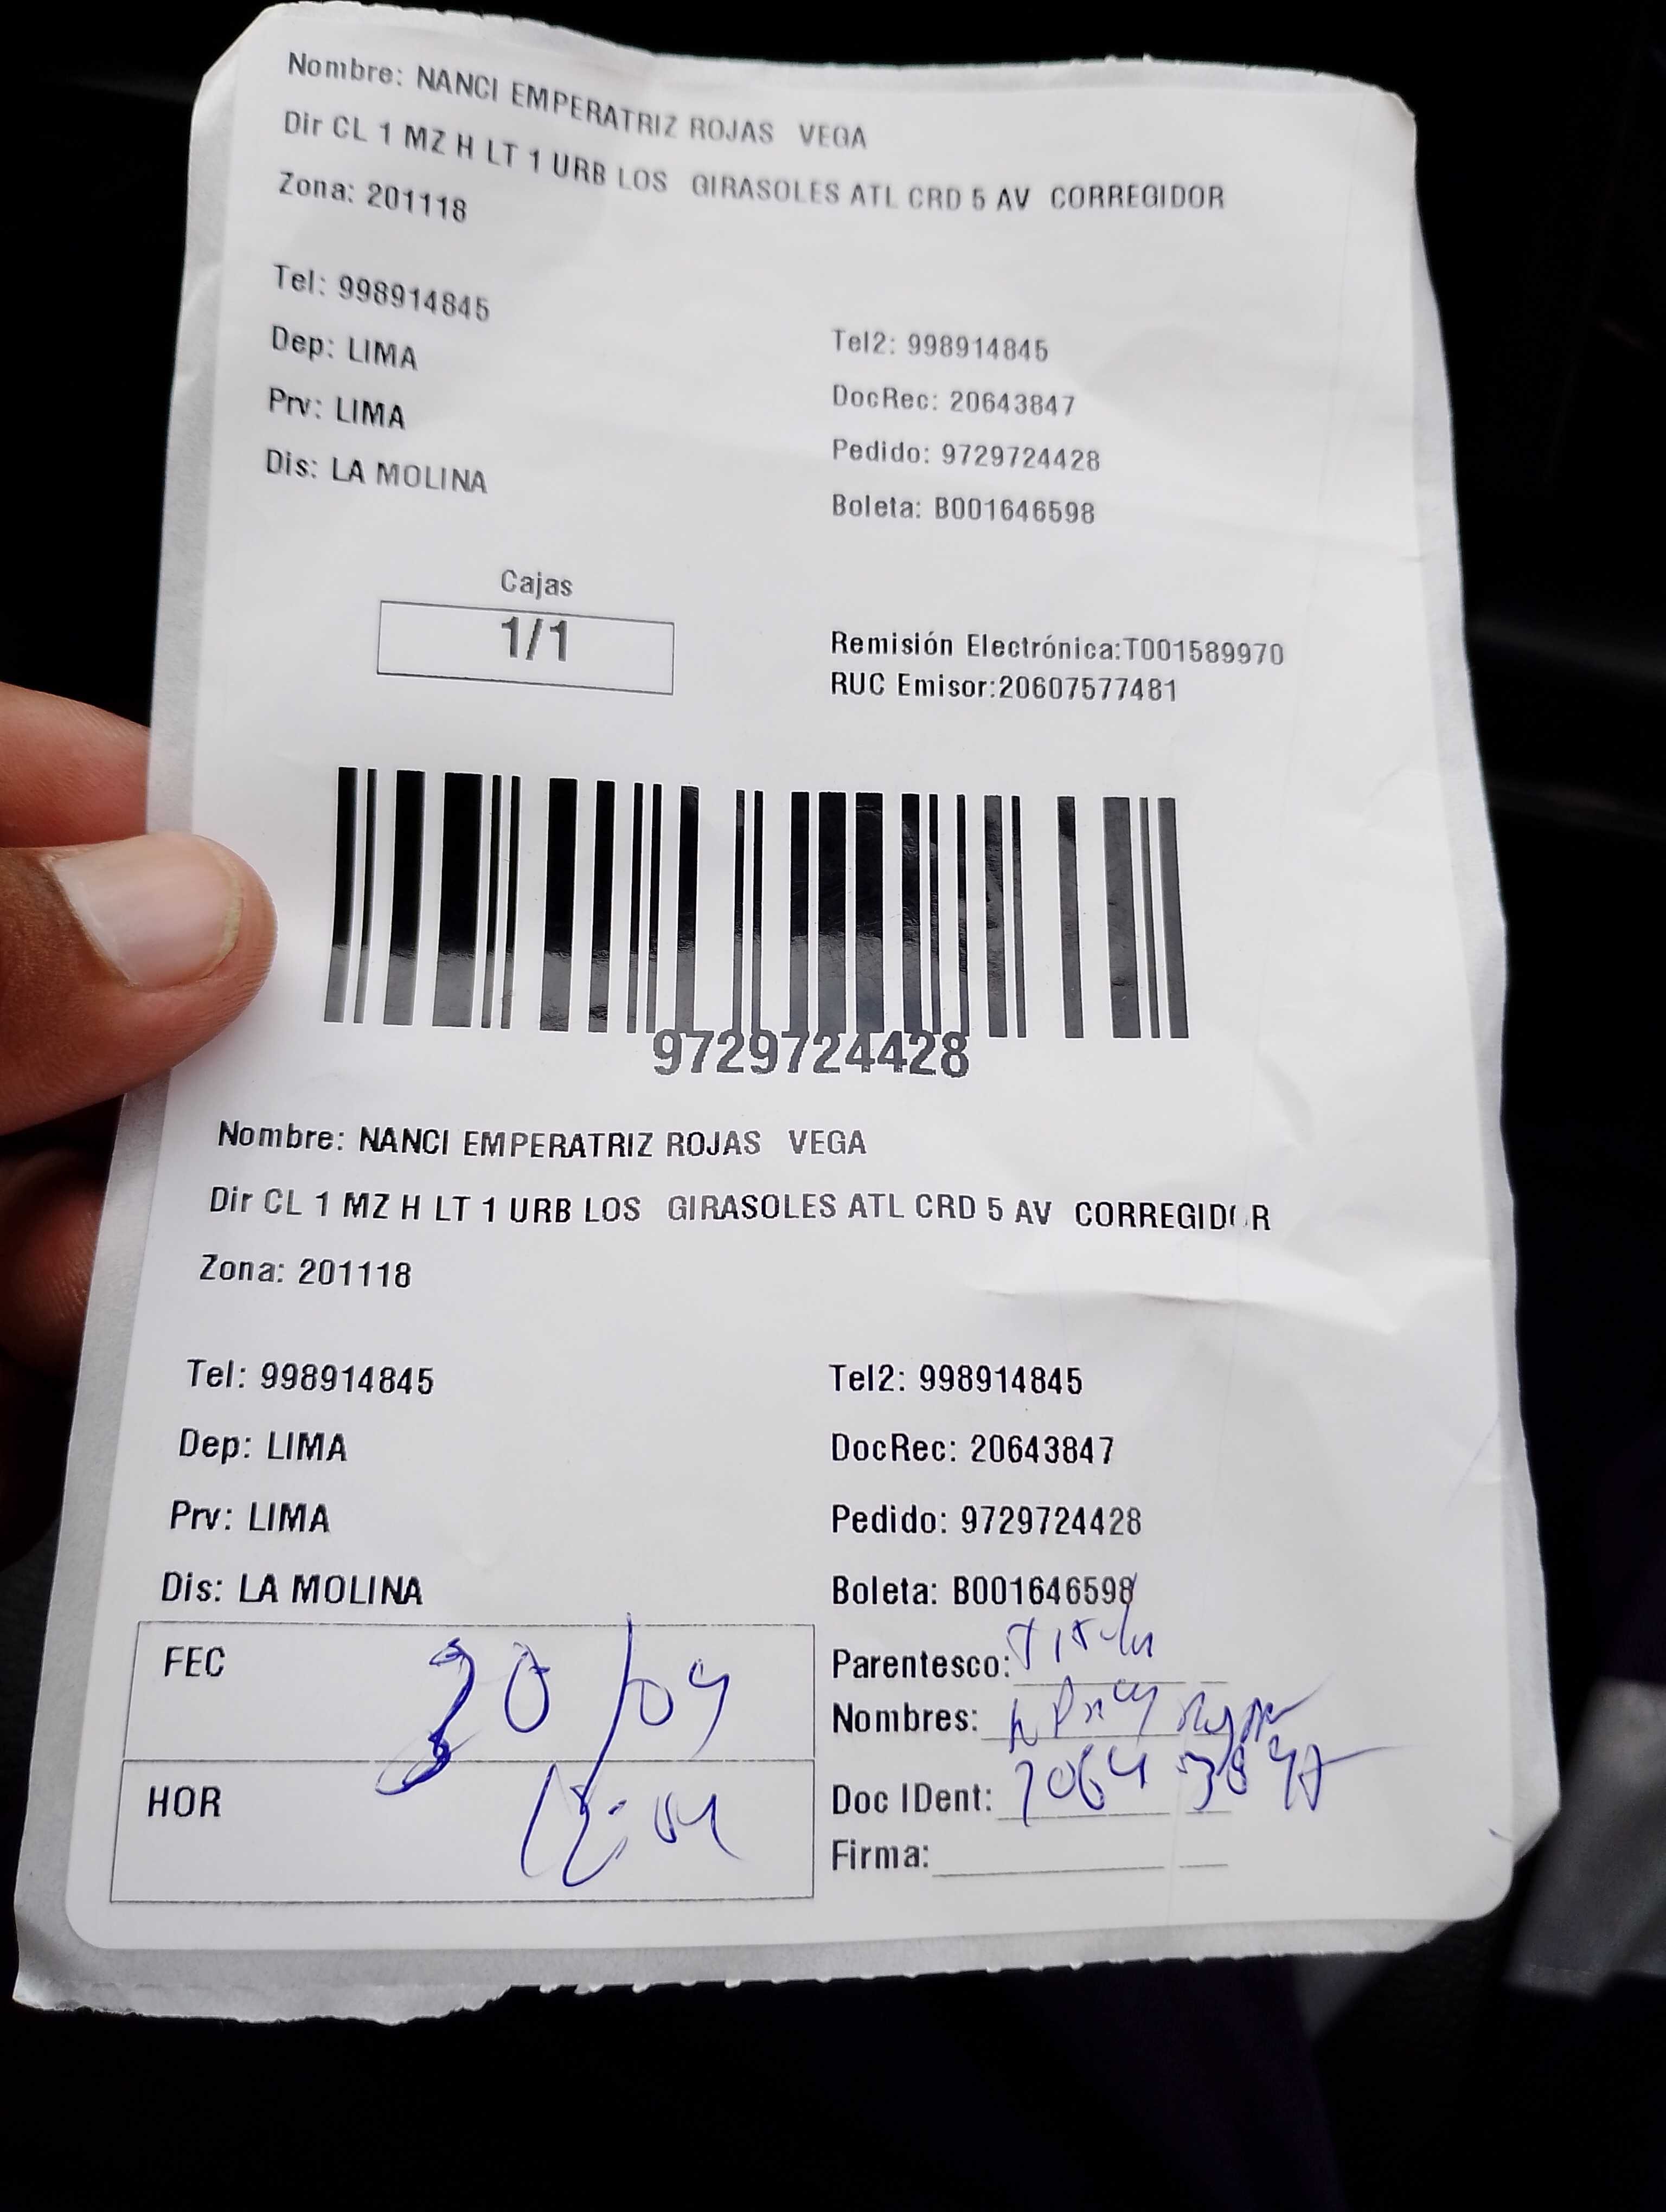 Nombre: NANCI EMPERATRIZ ROJAS VEGA
Dir CL 1 MZ H LT 1 URB LOS GIRASOLES ATL CRD 5 AV CORREGIDOR
Zona: 201118
Tel: 998914845
Tel2: 998914845
Dep: LIMA
DocRec: 20643847
Prv: LIMA
Pedido: 9729724428
Dis: LA MOLINA
Boleta: B001646598
Cajas
1/1
Remisión Electrónica:T001589970
RUC Emisor:20607577481
9729724428
Nombre: NANCI EMPERATRIZ ROJAS VEGA
Dir CL 1 MZ H LT 1 URB LOS GIRASOLES ATL CRD 5 AV CORREGIDOR
Zona: 201118
Tel: 998914845
Tel2: 998914845
Dep: LIMA
DocRec: 20643847
Prv: LIMA
Pedido: 9729724428
Dis: LA MOLINA
Boleta: B001646598
FEC 30/09
Parentesco:
Nombres:
HOR
Doc IDent:
Firma: